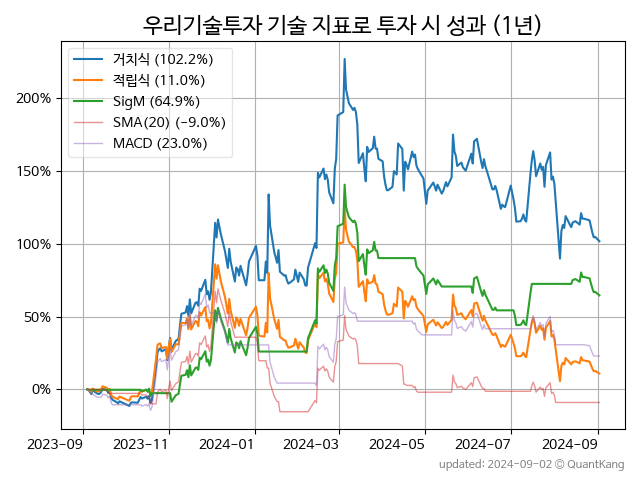 우리기술투자 기술 지표로 투자 시 성과 (1년)
거치식 (102.2%)
적립식 (11.0%)
SigM (64.9%)
SMA(20) (−9.0%)
MACD (23.0%)
200%
150%
100%
50%
0%
2023-09 2023-11 2024-01 2024-03 2024-05 2024-07 2024-09
updated: 2024-09-02 © QuantKang